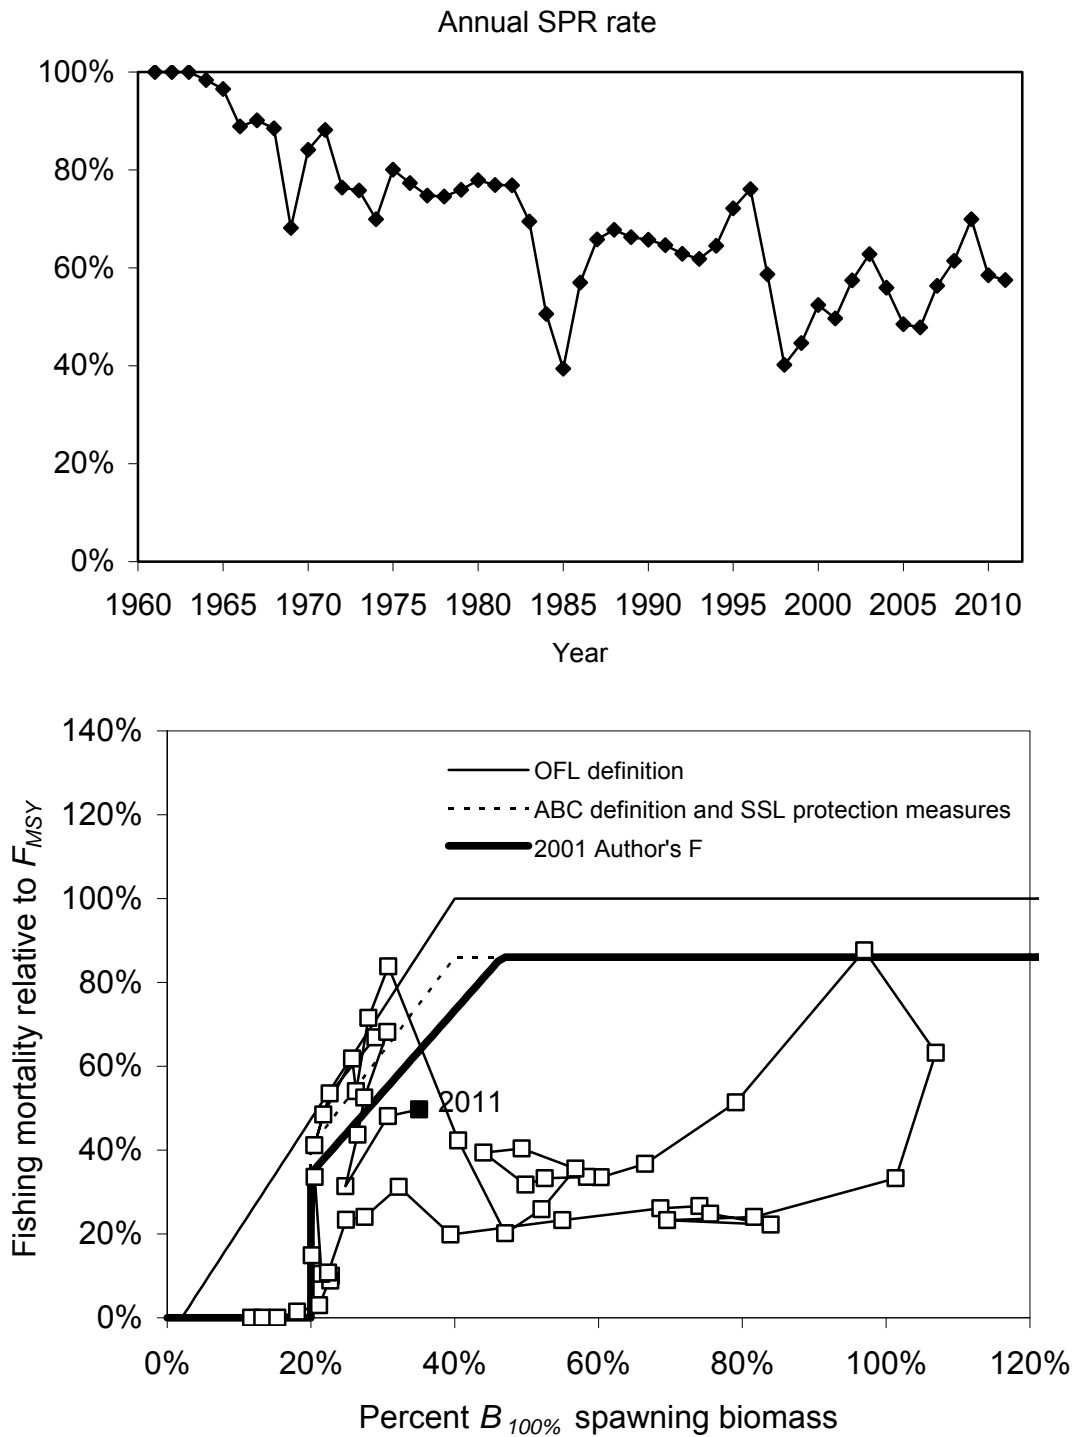 Annual SPR rate
100%
80%
60%
40%
20%
0%
1960 1965 1970 1975 1980 1985 1990 1995 2000 2005 2010
Year
140%
120%
100%
80%
60%
40%
20%
0%
Fishing mortality relative to F MSY
OFL definition
ABC definition and SSL protection measures
2001 Author's F
2011
0% 20% 40% 60% 80% 100% 120%
Percent B 100% spawning biomass